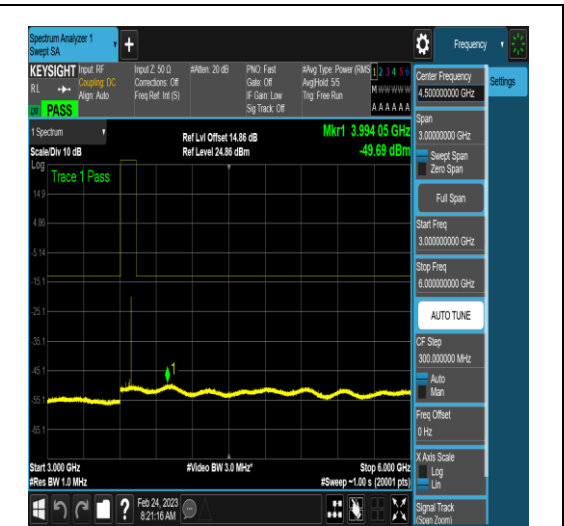 Spectrum Analyzer 1
Swept SA
Frequency
KEYSIGHT Input: RF
RL
Coupling: DC
Align: Auto
LXI PASS
Input Z: 50 Ω
Corrections: Off
Freq Ref: Int (S)
#Atten: 20 dB
PNO: Fast
Gate: Off
IF Gain: Low
Sig Track: Off
#Avg Type: Power (RMS
Avg|Hold: 5/5
Trig: Free Run
1 2 3 4 5 6
M W W W W W
A A A A A A
Center Frequency
4.500000000 GHz
Settings
Span
3.00000000 GHz
Swept Span
Zero Span
Full Span
Start Freq
3.000000000 GHz
Stop Freq
6.000000000 GHz
AUTO TUNE
CF Step
300.000000 MHz
Auto
Man
Freq Offset
0 Hz
X Axis Scale
Log
Lin
Signal Track
(Span Zoom)
1 Spectrum
Scale/Div 10 dB
Ref Lvl Offset 14.86 dB
Ref Level 24.86 dBm
Mkr1 3.994 05 GHz
-49.69 dBm
Log
Trace 1 Pass
14.9
4.86
-5.14
-15.1
-25.1
-35.1
-45.1
-55.1
-65.1
1
Start 3.000 GHz
#Res BW 1.0 MHz
#Video BW 3.0 MHz*
Stop 6.000 GHz
#Sweep ~1.00 s (20001 pts)
?
Feb 24, 2023
8:21:16 AM